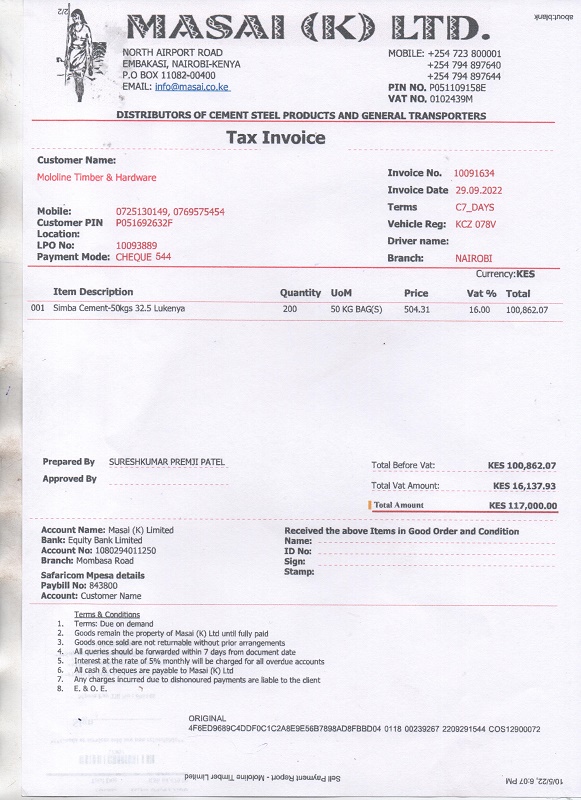 2/2
about:blank
MASAI (K) LTD.
NORTH AIRPORT ROAD
EMBAKASI, NAIROBI-KENYA
P.O BOX 11082-00400
EMAIL: info@masai.co.ke
MOBILE: +254 723 800001
+254 794 897640
+254 794 897644
PIN NO. P051109158E
VAT NO. 0102439M
DISTRIBUTORS OF CEMENT STEEL PRODUCTS AND GENERAL TRANSPORTERS
Tax Invoice
Customer Name:
Mololine Timber & Hardware
Mobile: 0725130149, 0769575454
Customer PIN P051692632F
Location:
LPO No: 10093889
Payment Mode: CHEQUE 544
Invoice No. 10091634
Invoice Date 29.09.2022
Terms C7_DAYS
Vehicle Reg: KCZ 078V
Driver name:
Branch: NAIROBI
Currency:KES
Item Description Quantity UoM Price Vat % Total
001 Simba Cement-50kgs 32.5 Lukenya 200 50 KG BAG(S) 504.31 16.00 100,862.07
Prepared By SURESHKUMAR PREMJI PATEL
Approved By
Total Before Vat: KES 100,862.07
Total Vat Amount: KES 16,137.93
Total Amount KES 117,000.00
Account Name: Masai (K) Limited
Bank: Equity Bank Limited
Account No: 1080294011250
Branch: Mombasa Road
Safaricom Mpesa details
Paybill No: 843800
Account: Customer Name
Received the above Items in Good Order and Condition
Name:
ID No:
Sign:
Stamp:
Terms & Conditions
1. Terms: Due on demand
2. Goods remain the property of Masai (K) Ltd until fully paid
3. Goods once sold are not returnable without prior arrangements
4. All queries should be forwarded within 7 days from document date
5. Interest at the rate of 5% monthly will be charged for all overdue accounts
6. All cash & cheques are payable to Masai (K) Ltd
7. Any charges incurred due to dishonoured payments are liable to the client
8. E. & O. E.
ORIGINAL
4F6ED9689C4DDF0C1C2A8E9E56B7898AD8FBBD04 0118 00239267 2209291544 COS12900072
Sell Payment Report - Mololine Timber Limited
10/5/22, 6:07 PM